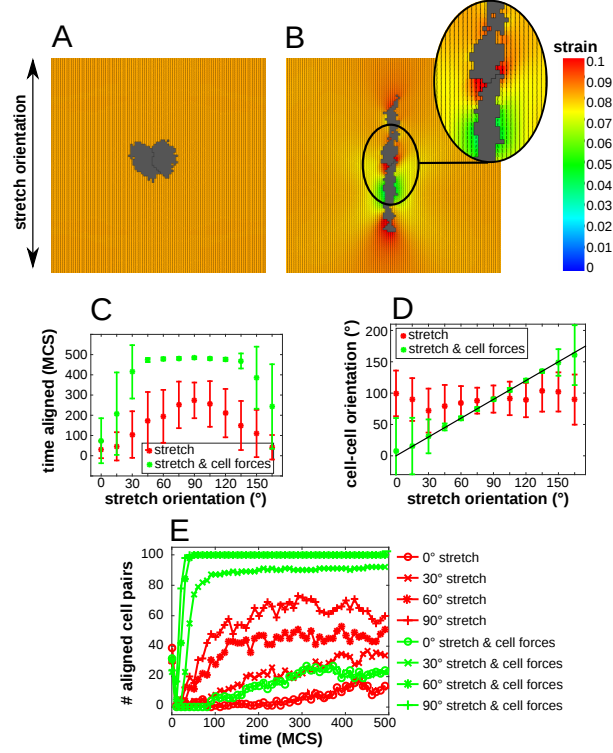 A
B
strain
0.1
0.09
0.08
0.07
0.06
0.05
0.04
0.03
0.02
0.01
0
stretch orientation
C
time aligned (MCS)
500
400
300
200
100
0
stretch
stretch & cell forces
0 30 60 90 120 150
stretch orientation (°)
D
cell-cell orientation (°)
200
150
100
50
0
stretch
stretch & cell forces
0 30 60 90 120 150
stretch orientation (°)
E
# aligned cell pairs
100
80
60
40
20
0
0 100 200 300 400 500
time (MCS)
0° stretch
30° stretch
60° stretch
90° stretch
0° stretch & cell forces
30° stretch & cell forces
60° stretch & cell forces
90° stretch & cell forces